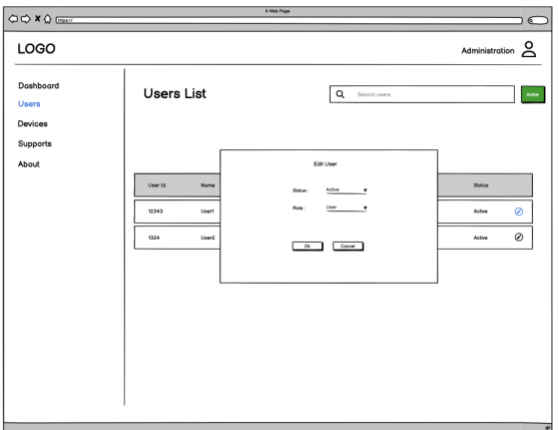 A Web Page
https://
LOGO
Administration
Dashboard
Users
Devices
Supports
About
Users List
Search users
Active
Edit User
Status : Active
Role : User
Ok Cancel
User Id Name Status
12343 User1 Active
1324 User2 Active